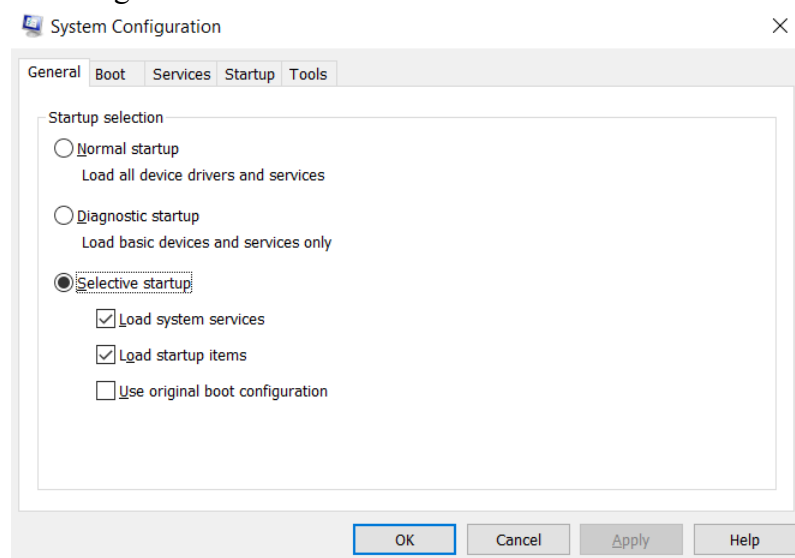 System Configuration
General Boot Services Startup Tools
Startup selection
Normal startup
Load all device drivers and services
Diagnostic startup
Load basic devices and services only
Selective startup
Load system services
Load startup items
Use original boot configuration
OK Cancel Apply Help